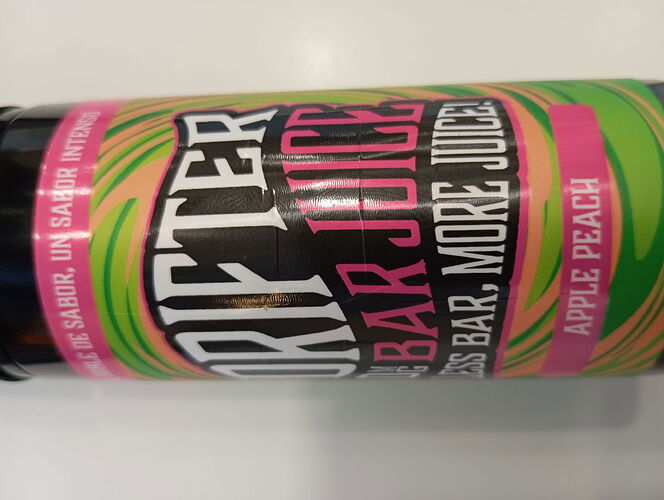 DE SABOR, UN SABOR INTENSO
DRIFTER
BAR JUICE
LESS BAR, MORE JUICE!
APPLE PEACH